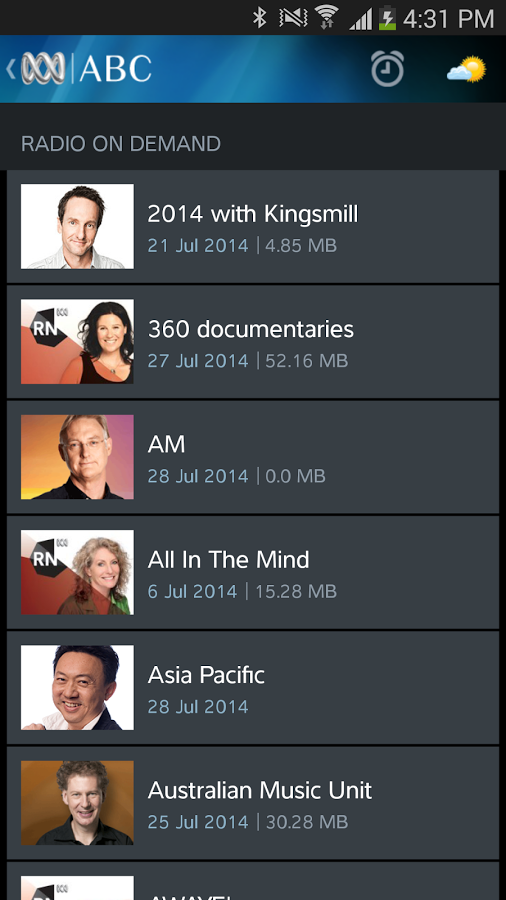 4:31 PM
ABC
RADIO ON DEMAND
2014 with Kingsmill
21 Jul 2014 | 4.85 MB
RN
360 documentaries
27 Jul 2014 | 52.16 MB
AM
28 Jul 2014 | 0.0 MB
RN
All In The Mind
6 Jul 2014 | 15.28 MB
Asia Pacific
28 Jul 2014
Australian Music Unit
25 Jul 2014 | 30.28 MB
RN